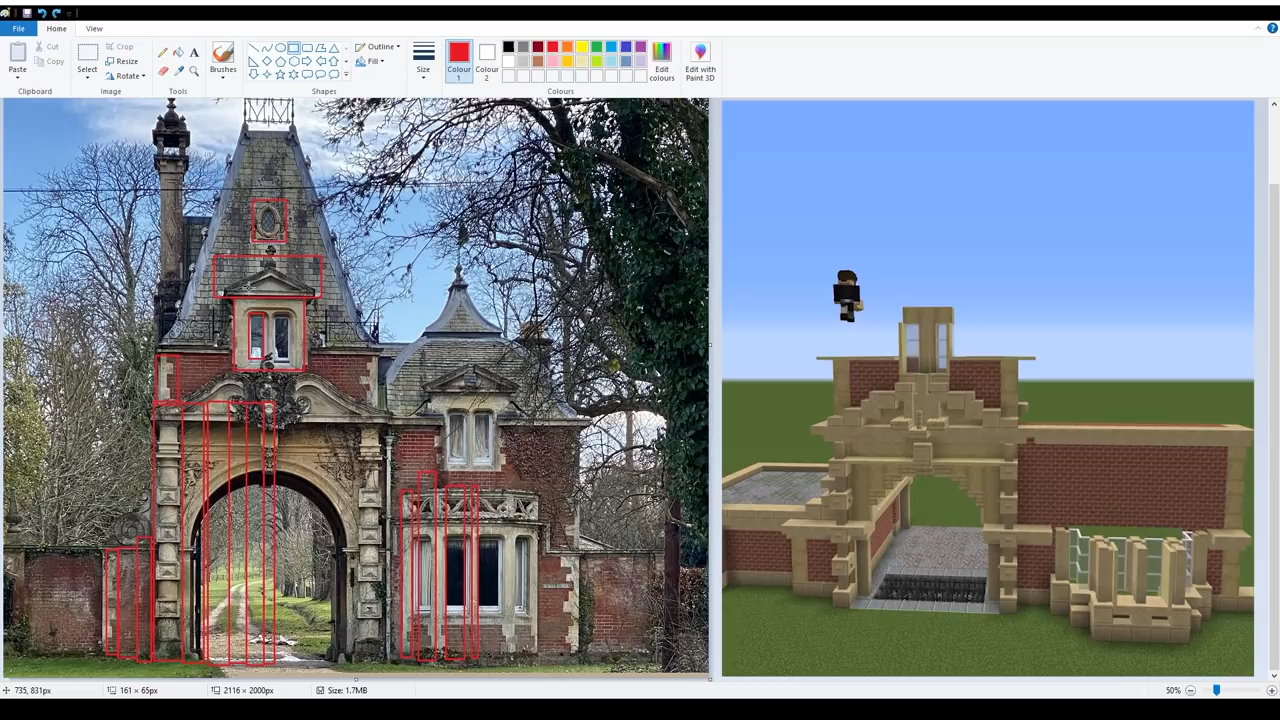 File Home View
Paste
Cut
Copy
Clipboard
Select
Crop
Resize
Rotate
Image
A
Tools
Brushes
Outline
Fill
Shapes
Size
Colour
1
Colour
2
Edit
colours
Edit with
Paint 3D
Colours
735, 831px 161 × 65px 2116 × 2000px Size: 1.7MB 50%